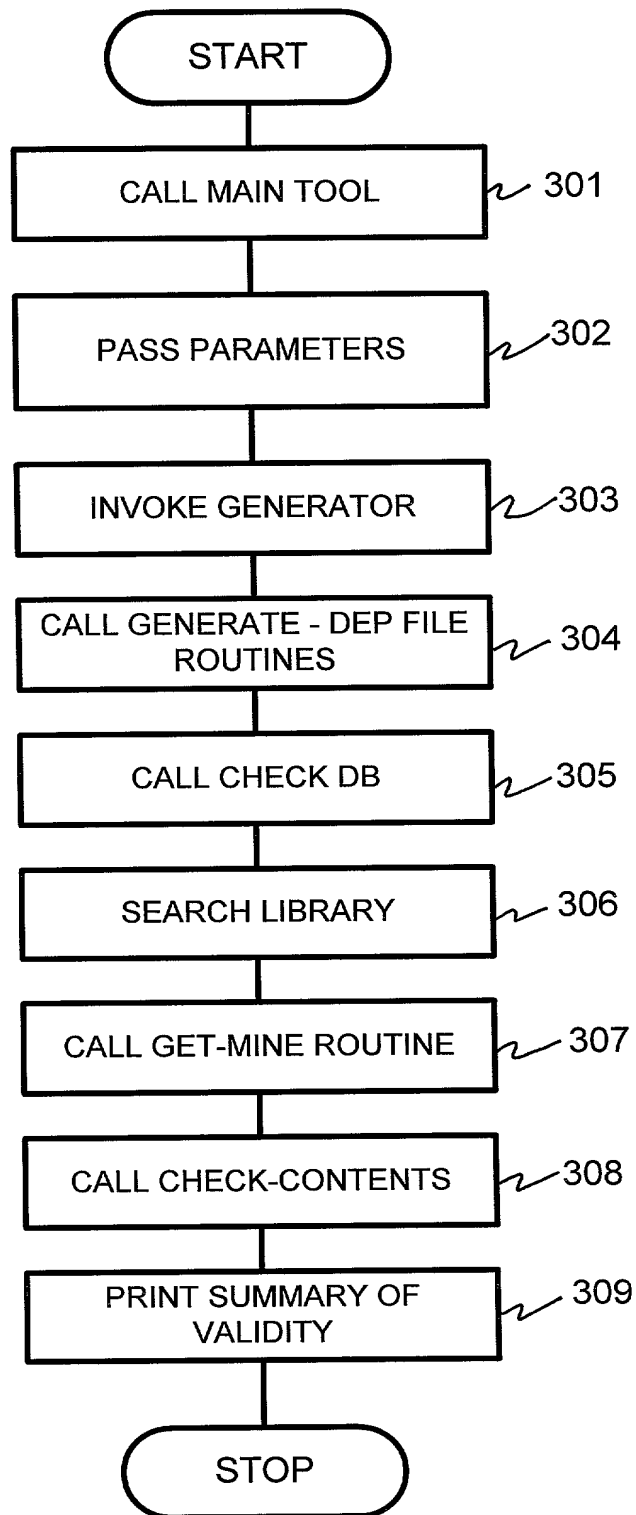 START
CALL MAIN TOOL
301
PASS PARAMETERS
302
INVOKE GENERATOR
303
CALL GENERATE - DEP FILE
ROUTINES
304
CALL CHECK DB
305
SEARCH LIBRARY
306
CALL GET-MINE ROUTINE
307
CALL CHECK-CONTENTS
308
PRINT SUMMARY OF
VALIDITY
309
STOP